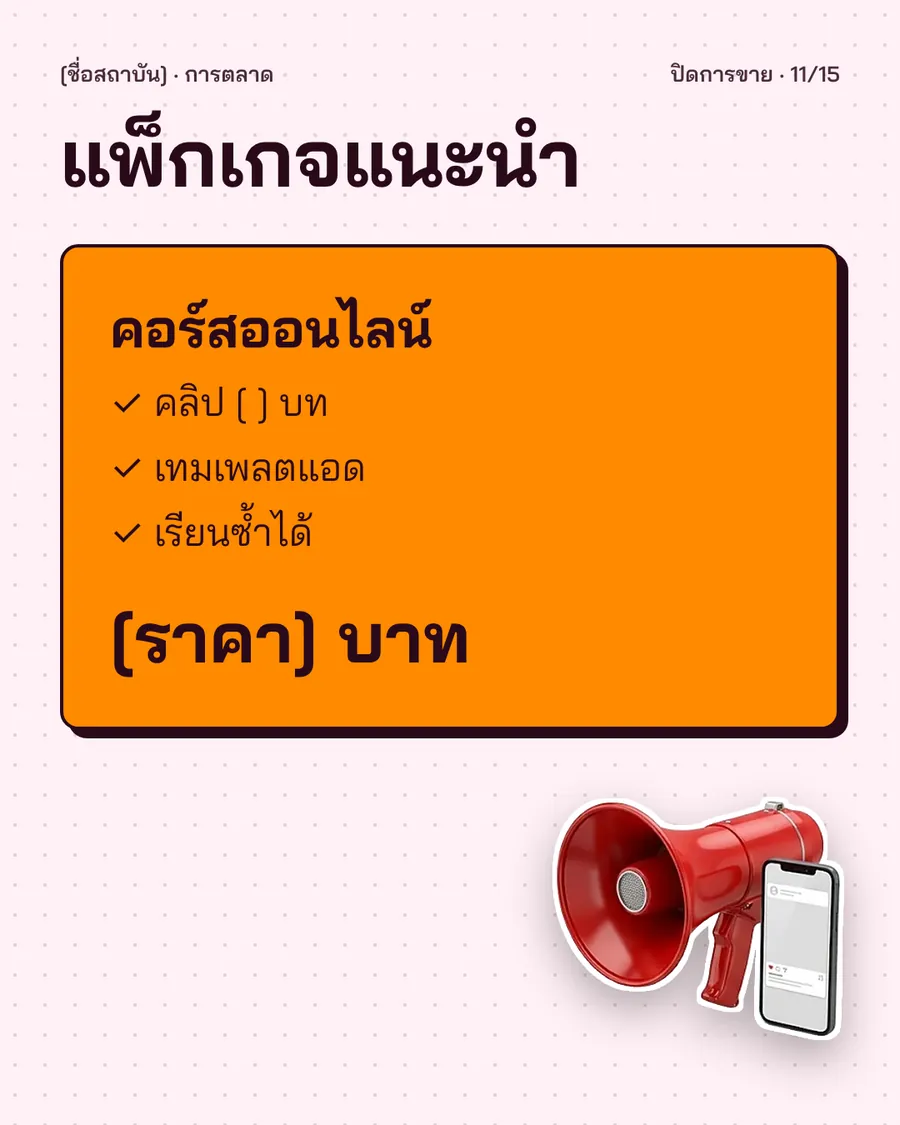 (ชื่อสถาบัน) · การตลาด
ปิดการขาย · 11/15
แพ็กเกจแนะนำ
คอร์สออนไลน์
✓ คลิป ( ) บท
✓ เทมเพลตแอด
✓ เรียนซ้ำได้
(ราคา) บาท